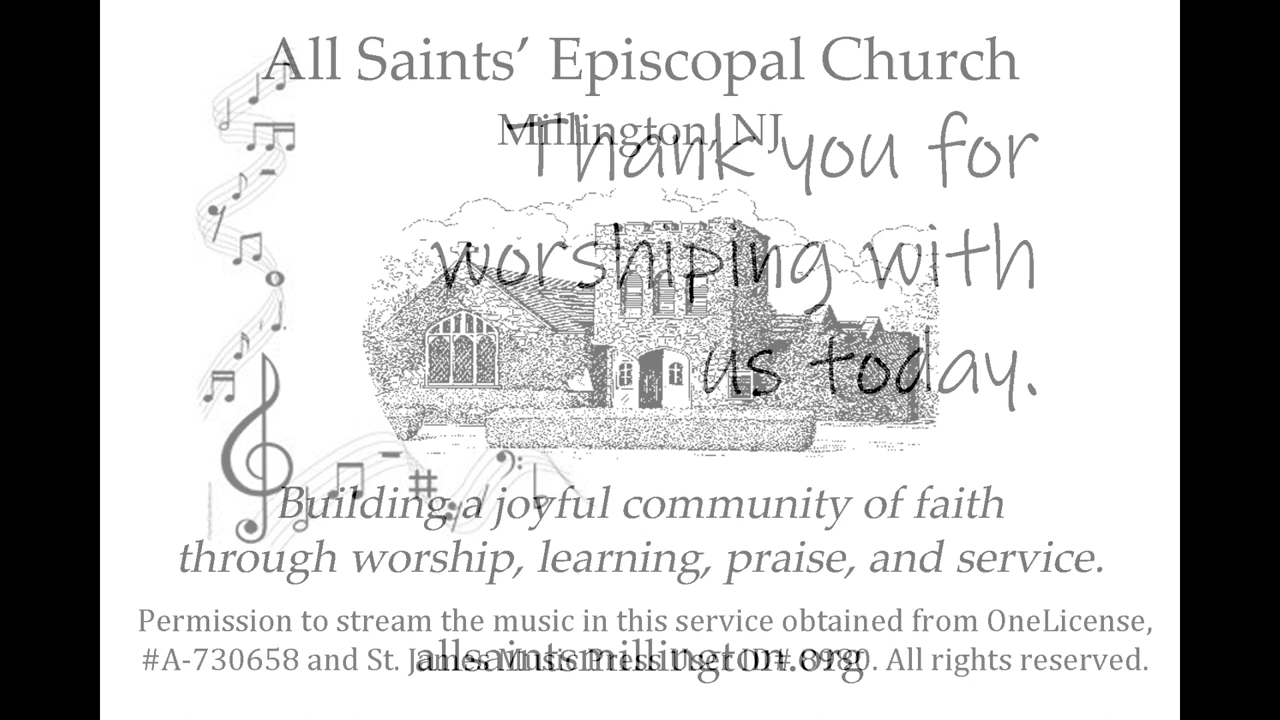 All Saints’ Episcopal Church
Millington, NJ
Thank you for
worshiping with
us today.
Building a joyful community of faith
through worship, learning, praise, and service.
Permission to stream the music in this service obtained from OneLicense,
#A-730658 and St. James Music Press User ID# 8980. All rights reserved.
allsaintsmillington.org